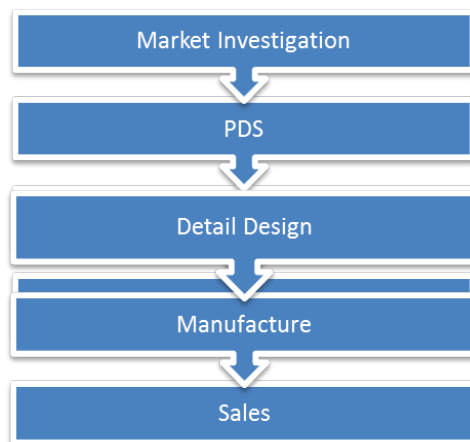 Market Investigation
PDS
Detail Design
Manufacture
Sales